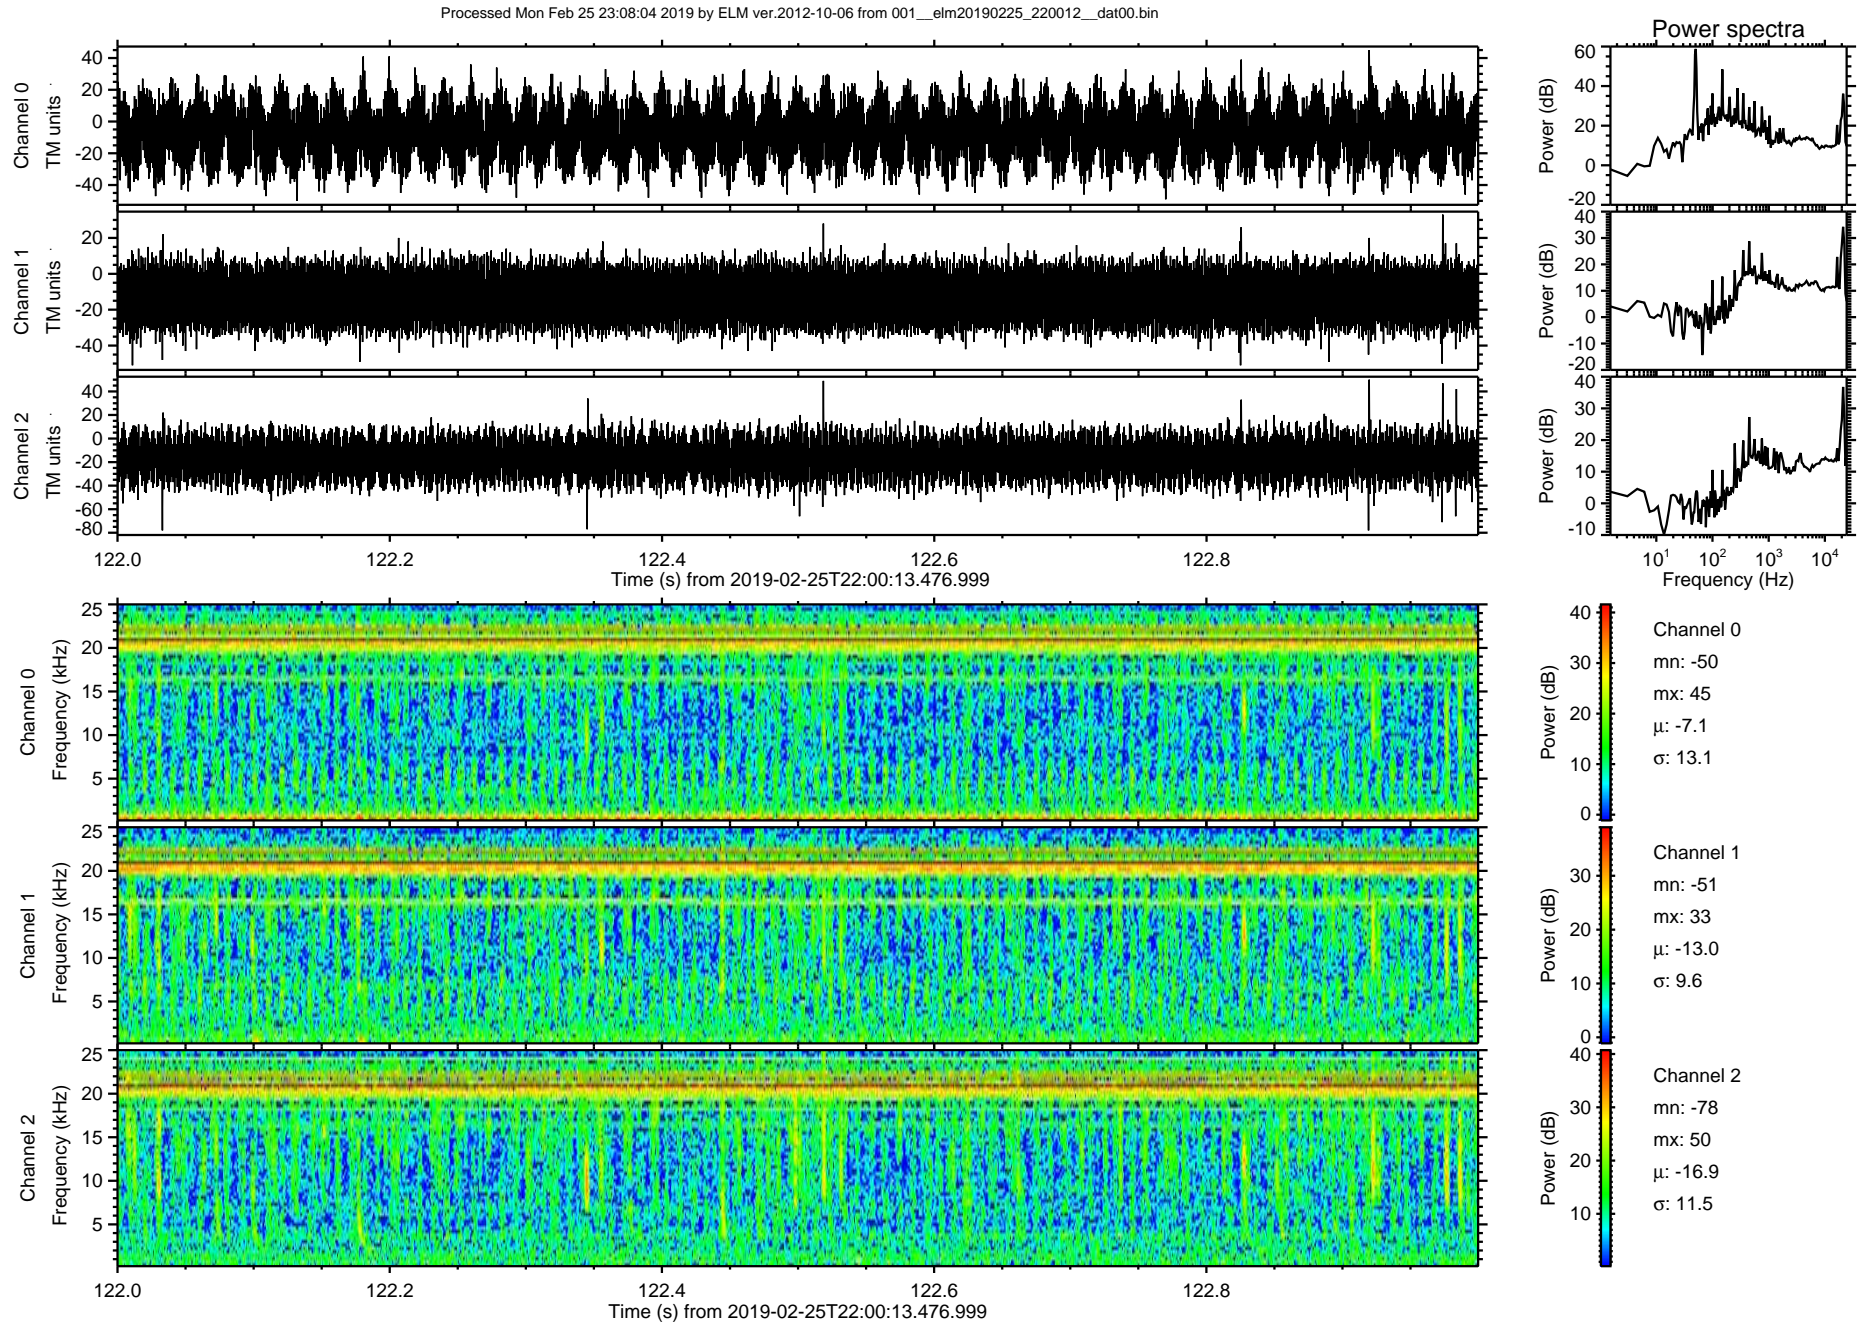 Processed Mon Feb 25 23:08:04 2019 by ELM ver.2012-10-06 from 001__elm20190225_220012__dat00.bin
Power spectra
Channel 0
TM units
40
20
0
-20
-40
Power (dB)
60
40
20
0
-20
Channel 1
TM units
20
0
-20
-40
Power (dB)
40
30
20
10
0
-10
-20
Channel 2
TM units
40
20
0
-20
-40
-60
-80
Power (dB)
40
30
20
10
0
-10
122.0 122.2 122.4 122.6 122.8
Time (s) from 2019-02-25T22:00:13.476.999
10^1 10^2 10^3 10^4
Frequency (Hz)
Channel 0
Frequency (kHz)
25
20
15
10
5
Power (dB)
40
30
20
10
0
Channel 0
mn: -50
mx: 45
μ: -7.1
σ: 13.1
Channel 1
Frequency (kHz)
25
20
15
10
5
Power (dB)
30
20
10
0
Channel 1
mn: -51
mx: 33
μ: -13.0
σ: 9.6
Channel 2
Frequency (kHz)
25
20
15
10
5
Power (dB)
40
30
20
10
Channel 2
mn: -78
mx: 50
μ: -16.9
σ: 11.5
122.0 122.2 122.4 122.6 122.8
Time (s) from 2019-02-25T22:00:13.476.999